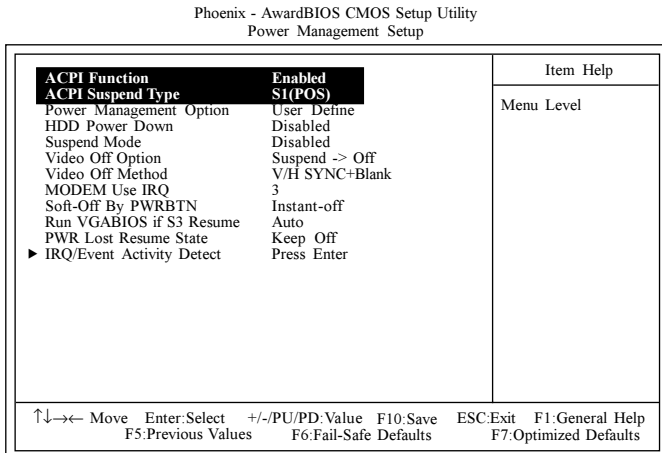 Phoenix - AwardBIOS CMOS Setup Utility
Power Management Setup
ACPI Function Enabled
ACPI Suspend Type S1(POS)
Power Management Option User Define
HDD Power Down Disabled
Suspend Mode Disabled
Video Off Option Suspend -> Off
Video Off Method V/H SYNC+Blank
MODEM Use IRQ 3
Soft-Off By PWRBTN Instant-off
Run VGABIOS if S3 Resume Auto
PWR Lost Resume State Keep Off
▶ IRQ/Event Activity Detect Press Enter
Item Help
Menu Level
↑↓→← Move Enter:Select +/-/PU/PD:Value F10:Save ESC:Exit F1:General Help
F5:Previous Values F6:Fail-Safe Defaults F7:Optimized Defaults